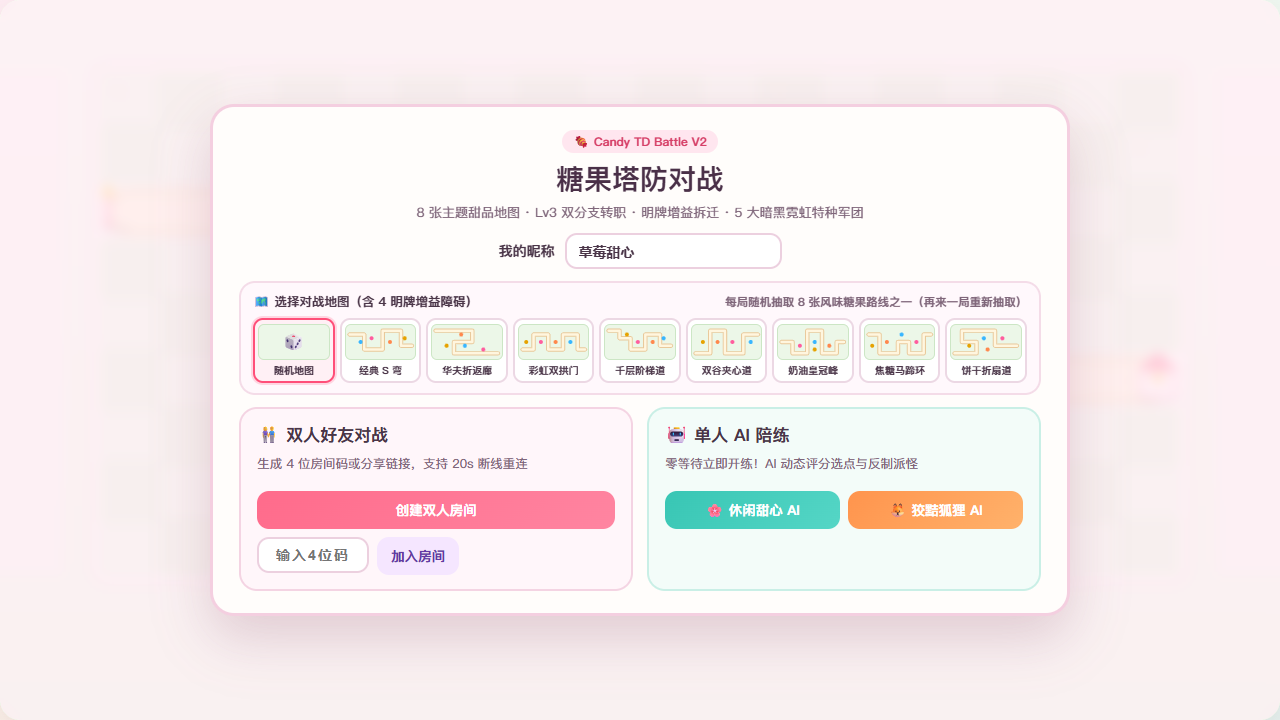 Candy TD Battle V2
糖果塔防对战
8 张主题甜品地图 · Lv3 双分支转职 · 明牌增益拆迁 · 5 大暗黑霓虹特种军团
我的昵称 草莓甜心
选择对战地图（含 4 明牌增益障碍）
每局随机抽取 8 张风味糖果路线之一（再来一局重新抽取）
随机地图
经典 S 弯
华夫折返廊
彩虹双拱门
千层阶梯道
双谷夹心道
奶油皇冠峰
焦糖马蹄环
饼干折扇道
双人好友对战
生成 4 位房间码或分享链接，支持 20s 断线重连
创建双人房间
输入4位码
加入房间
单人 AI 陪练
零等待立即开练！AI 动态评分选点与反制派怪
休闲甜心 AI
狡黠狐狸 AI